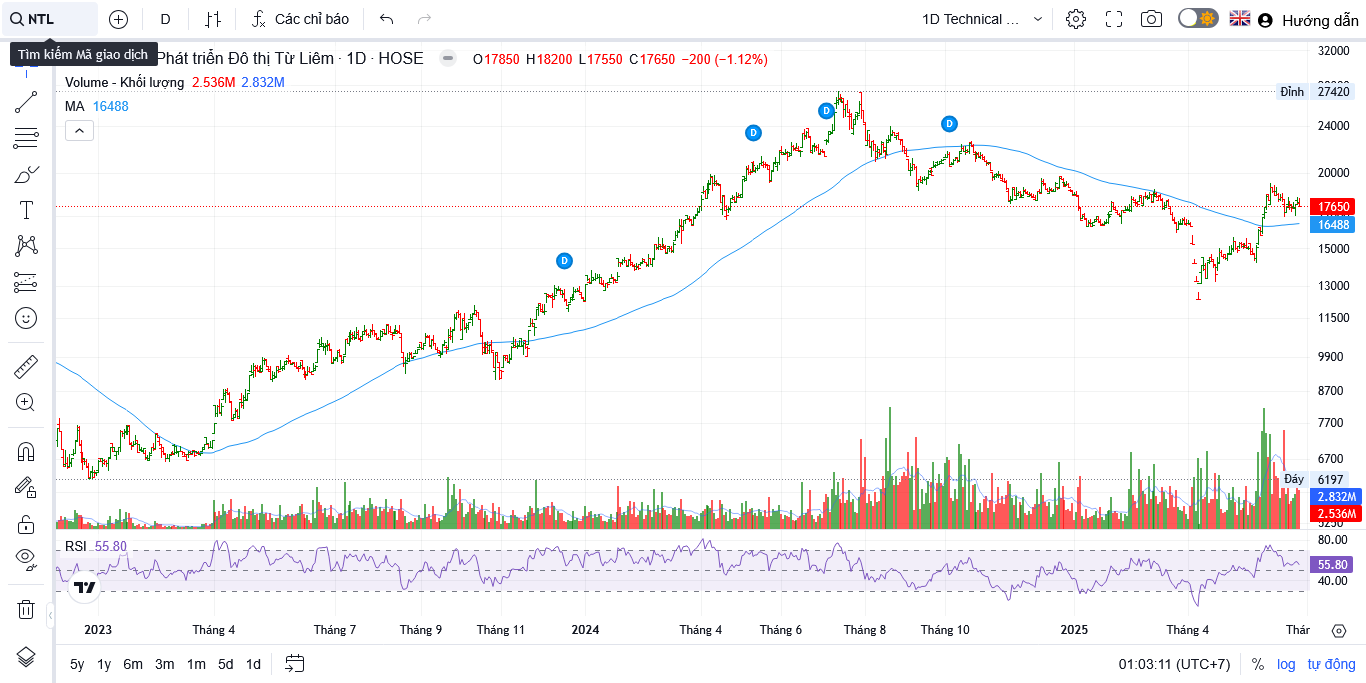 NTL D Các chỉ báo 1D Technical ... Hướng dẫn
Tìm kiếm Mã giao dịch
Phát triển Đô thị Từ Liêm · 1D · HOSE O17850 H18200 L17550 C17650 −200 (−1.12%)
Volume - Khối lượng 2.536M 2.832M
MA 16488
32000
Đỉnh 27420
24000
20000
17650
16488
15000
13000
11500
9900
8700
7700
6700
Đáy 6197
2.832M
2.536M
D
D
D
D
RSI 55.80
80.00
55.80
40.00
2023 Tháng 4 Tháng 7 Tháng 9 Tháng 11 2024 Tháng 4 Tháng 6 Tháng 8 Tháng 10 2025 Tháng 4 Thár
5y 1y 6m 3m 1m 5d 1d 01:03:11 (UTC+7) % log tự động